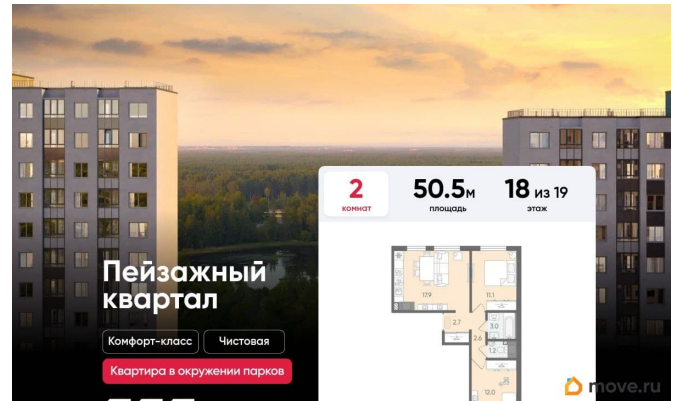 2
комнат
50.5м
площадь
18 из 19
этаж
Пейзажный
квартал
Комфорт-класс
Чистовая
Квартира в окружении парков
17.9
11.1
2.7
3.0
2.6
1.2
12.0
move.ru